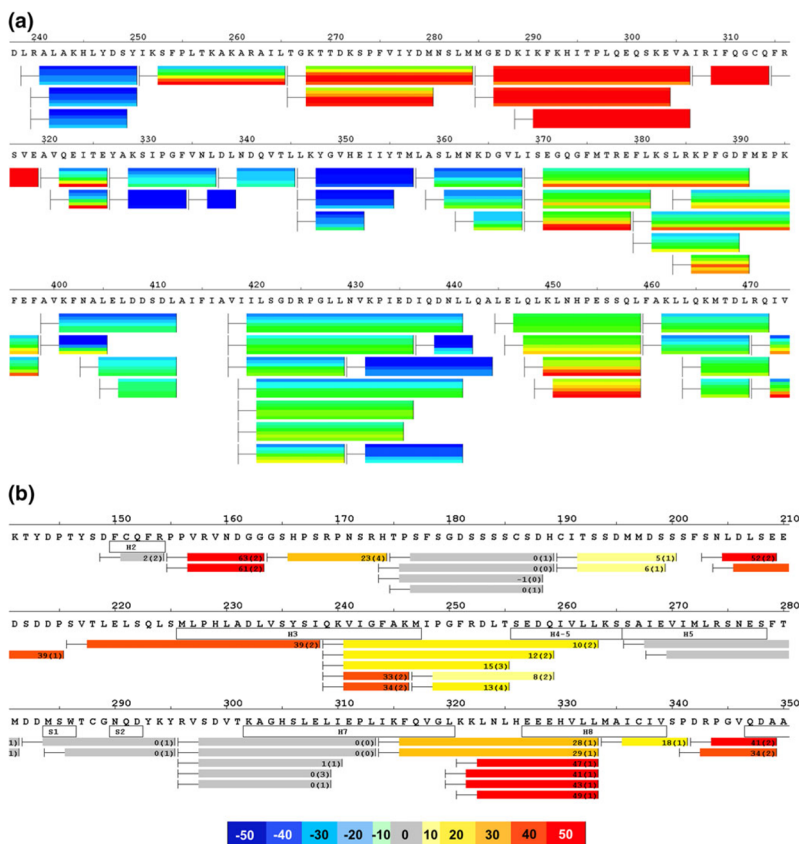 (a)
240 250 260 270 280 290 300 310
D L R A L A K H L Y D S Y I K S F P L T K A K A R A I L T G K T T D K S P F V I Y D M N S L M M G E D K I K F K H I T P L Q E Q S K E V A I R I F Q G C Q F R
320 330 340 350 360 370 380 390
S V E A V Q E I T E Y A K S I P G F V N L D L N D Q V T L L K Y G V H E I I Y T M L A S L M N K D G V L I S E G Q G F M T R E F L K S L R K P F G D F M E P K
400 410 420 430 440 450 460 470
F E F A V K F N A L E L D D S D L A I F I A V I I L S G D R P G L L N V K P I E D I Q D N L L Q A L E L Q L K L N H P E S S Q L F A K L L Q K M T D L R Q I V
(b)
150 160 170 180 190 200 210
K T Y D P T Y S D F C Q F R P P V R V N D G G G S H P S R P N S R H T P S F S G D S S S S C S D H C I T S S D M M D S S S F S N L D L S E E
H2
2(2) 63(2) 23(4) 0(1) 5(1) 52(2)
61(2) 0(0) 6(1)
-1(0)
0(1)
220 230 240 250 260 270 280
D S D D P S V T L E L S Q L S M L P H L A D L V S Y S I Q K V I G F A K M I P G F R D L T S E D Q I V L L K S S A I E V I M L R S N E S F T
H3 H4-5 H5
39(1) 39(2) 10(2)
12(2)
15(3)
33(2) 8(2)
34(2) 13(4)
290 300 310 320 330 340 350
M D D M S W T C G N Q D Y K Y R V S D V T K A G H S L E L I E P L I K F Q V G L K K L N L H E E E H V L L M A I C I V S P D R P G V Q D A A
S1 S2 H7 H8
1) 0(1) 0(0) 28(1) 18(1) 41(2)
1) 0(1) 0(0) 29(1) 34(2)
1(1) 47(1)
0(3) 41(1)
0(1) 43(1)
49(1)
-50 -40 -30 -20 -10 0 10 20 30 40 50